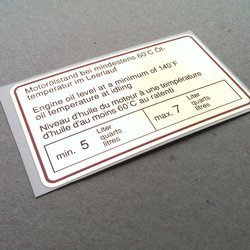 Motorölstand bei mindestens 60°C Öl-
temperatur im Leerlauf
Engine oil level at a minimum of 140°F
oil temperature at idling
Niveau d'huile du moteur à une température
d'huile d'au moins 60°C au ralenti
min. 5 Liter quarts litres
max. 7 Liter quarts litres